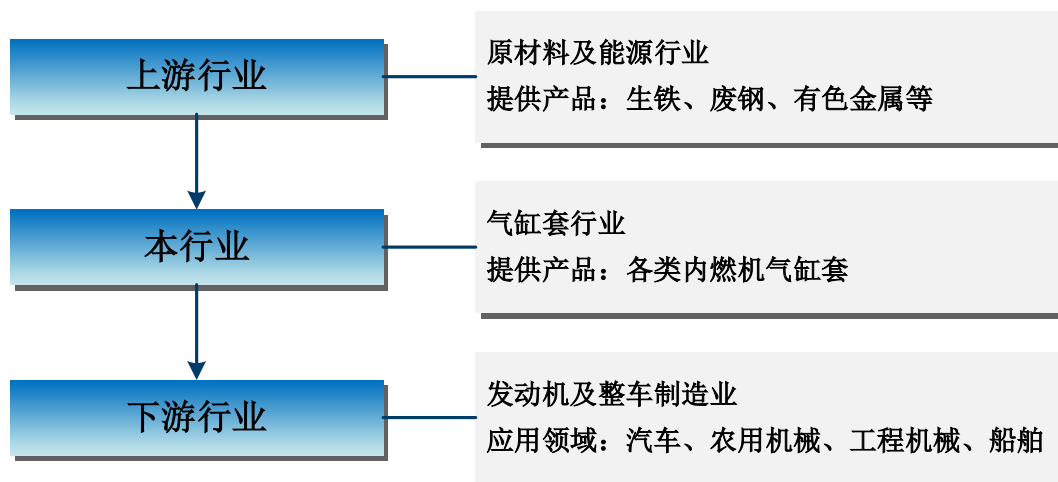 上游行业
原材料及能源行业
提供产品：生铁、废钢、有色金属等
本行业
气缸套行业
提供产品：各类内燃机气缸套
下游行业
发动机及整车制造业
应用领域：汽车、农用机械、工程机械、船舶